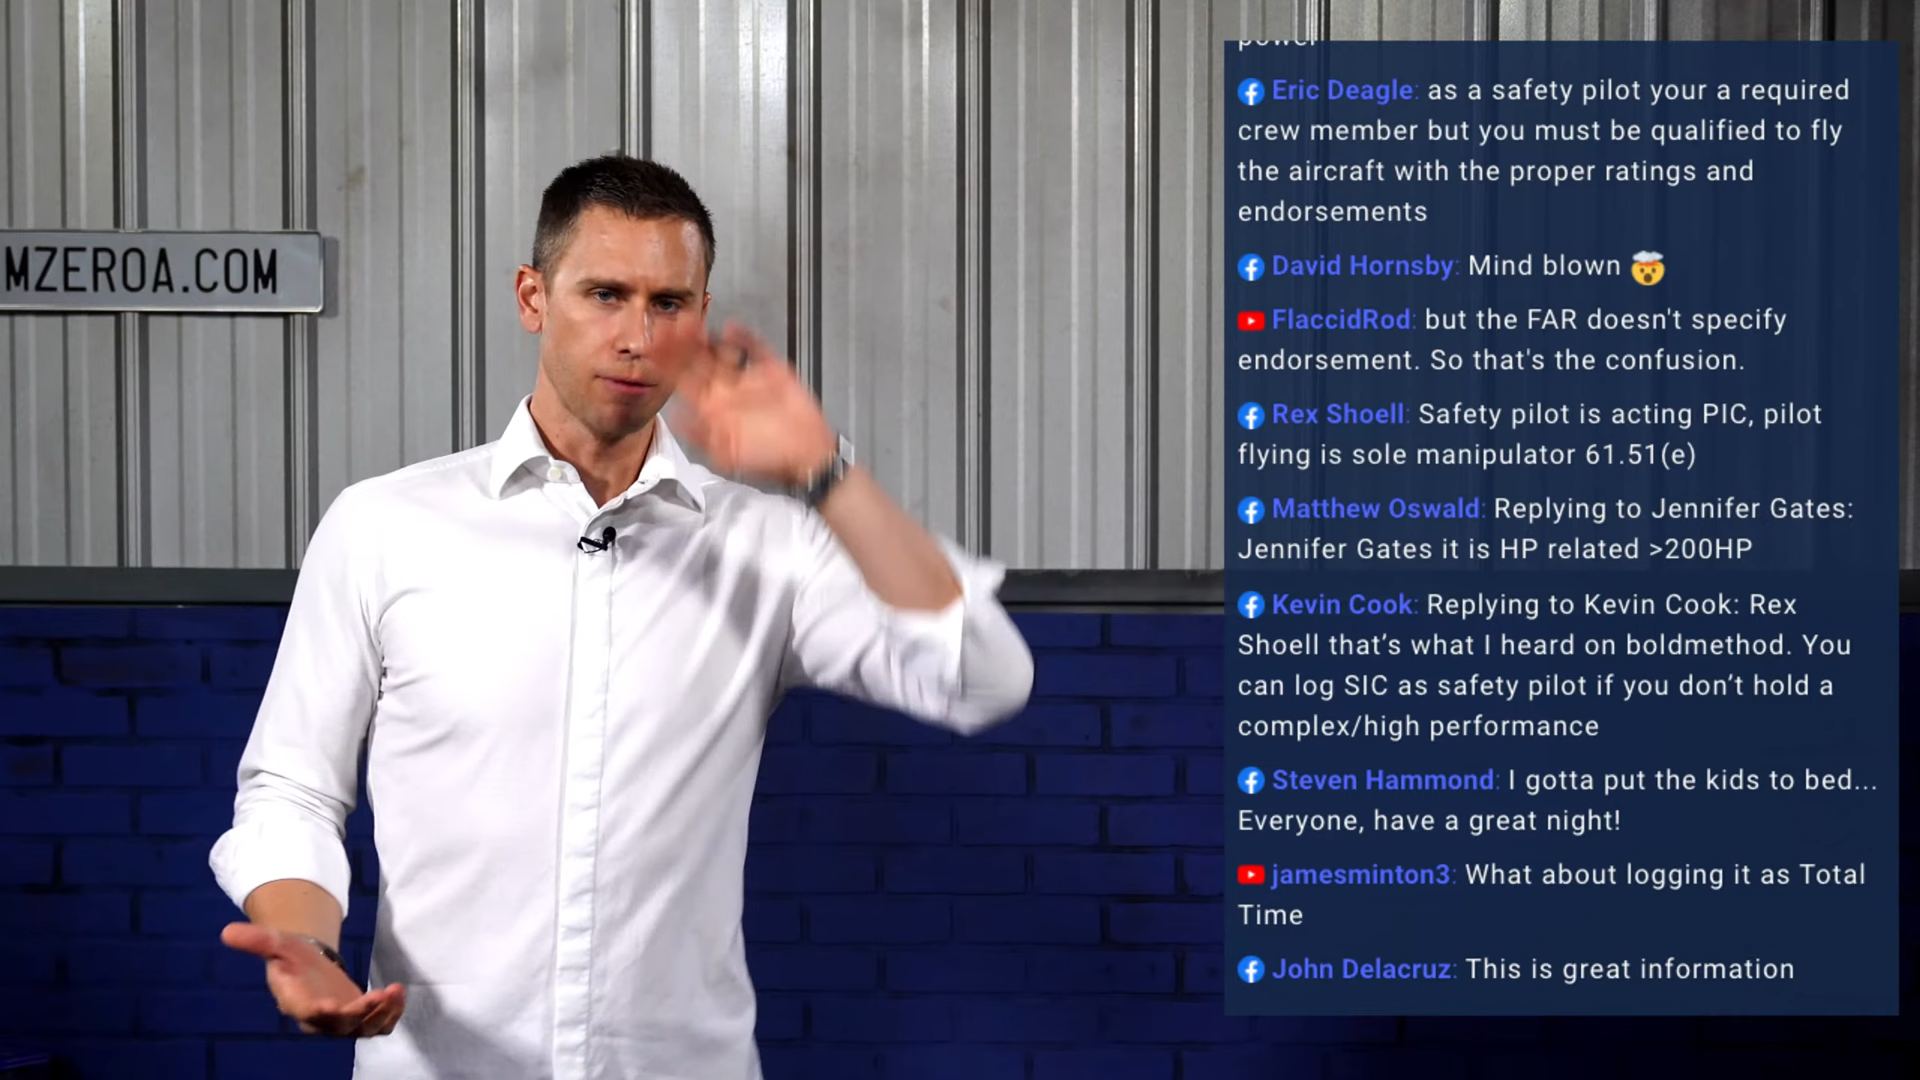 MZEROA.COM
power
Eric Deagle: as a safety pilot your a required
crew member but you must be qualified to fly
the aircraft with the proper ratings and
endorsements
David Hornsby: Mind blown 🤯
FlaccidRod: but the FAR doesn't specify
endorsement. So that's the confusion.
Rex Shoell: Safety pilot is acting PIC, pilot
flying is sole manipulator 61.51(e)
Matthew Oswald: Replying to Jennifer Gates:
Jennifer Gates it is HP related >200HP
Kevin Cook: Replying to Kevin Cook: Rex
Shoell that’s what I heard on boldmethod. You
can log SIC as safety pilot if you don’t hold a
complex/high performance
Steven Hammond: I gotta put the kids to bed...
Everyone, have a great night!
jamesminton3: What about logging it as Total
Time
John Delacruz: This is great information